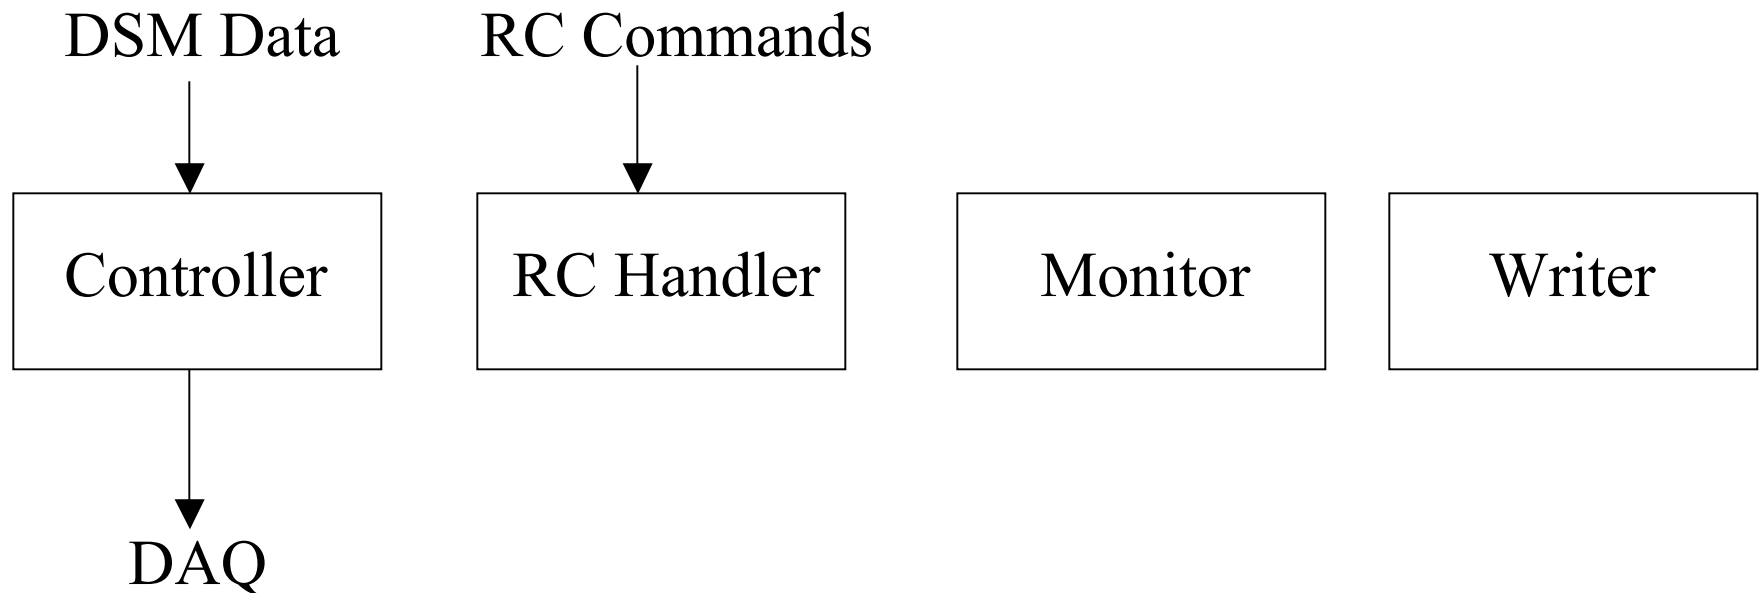 DSM Data
RC Commands
Controller
RC Handler
Monitor
Writer
DAQ